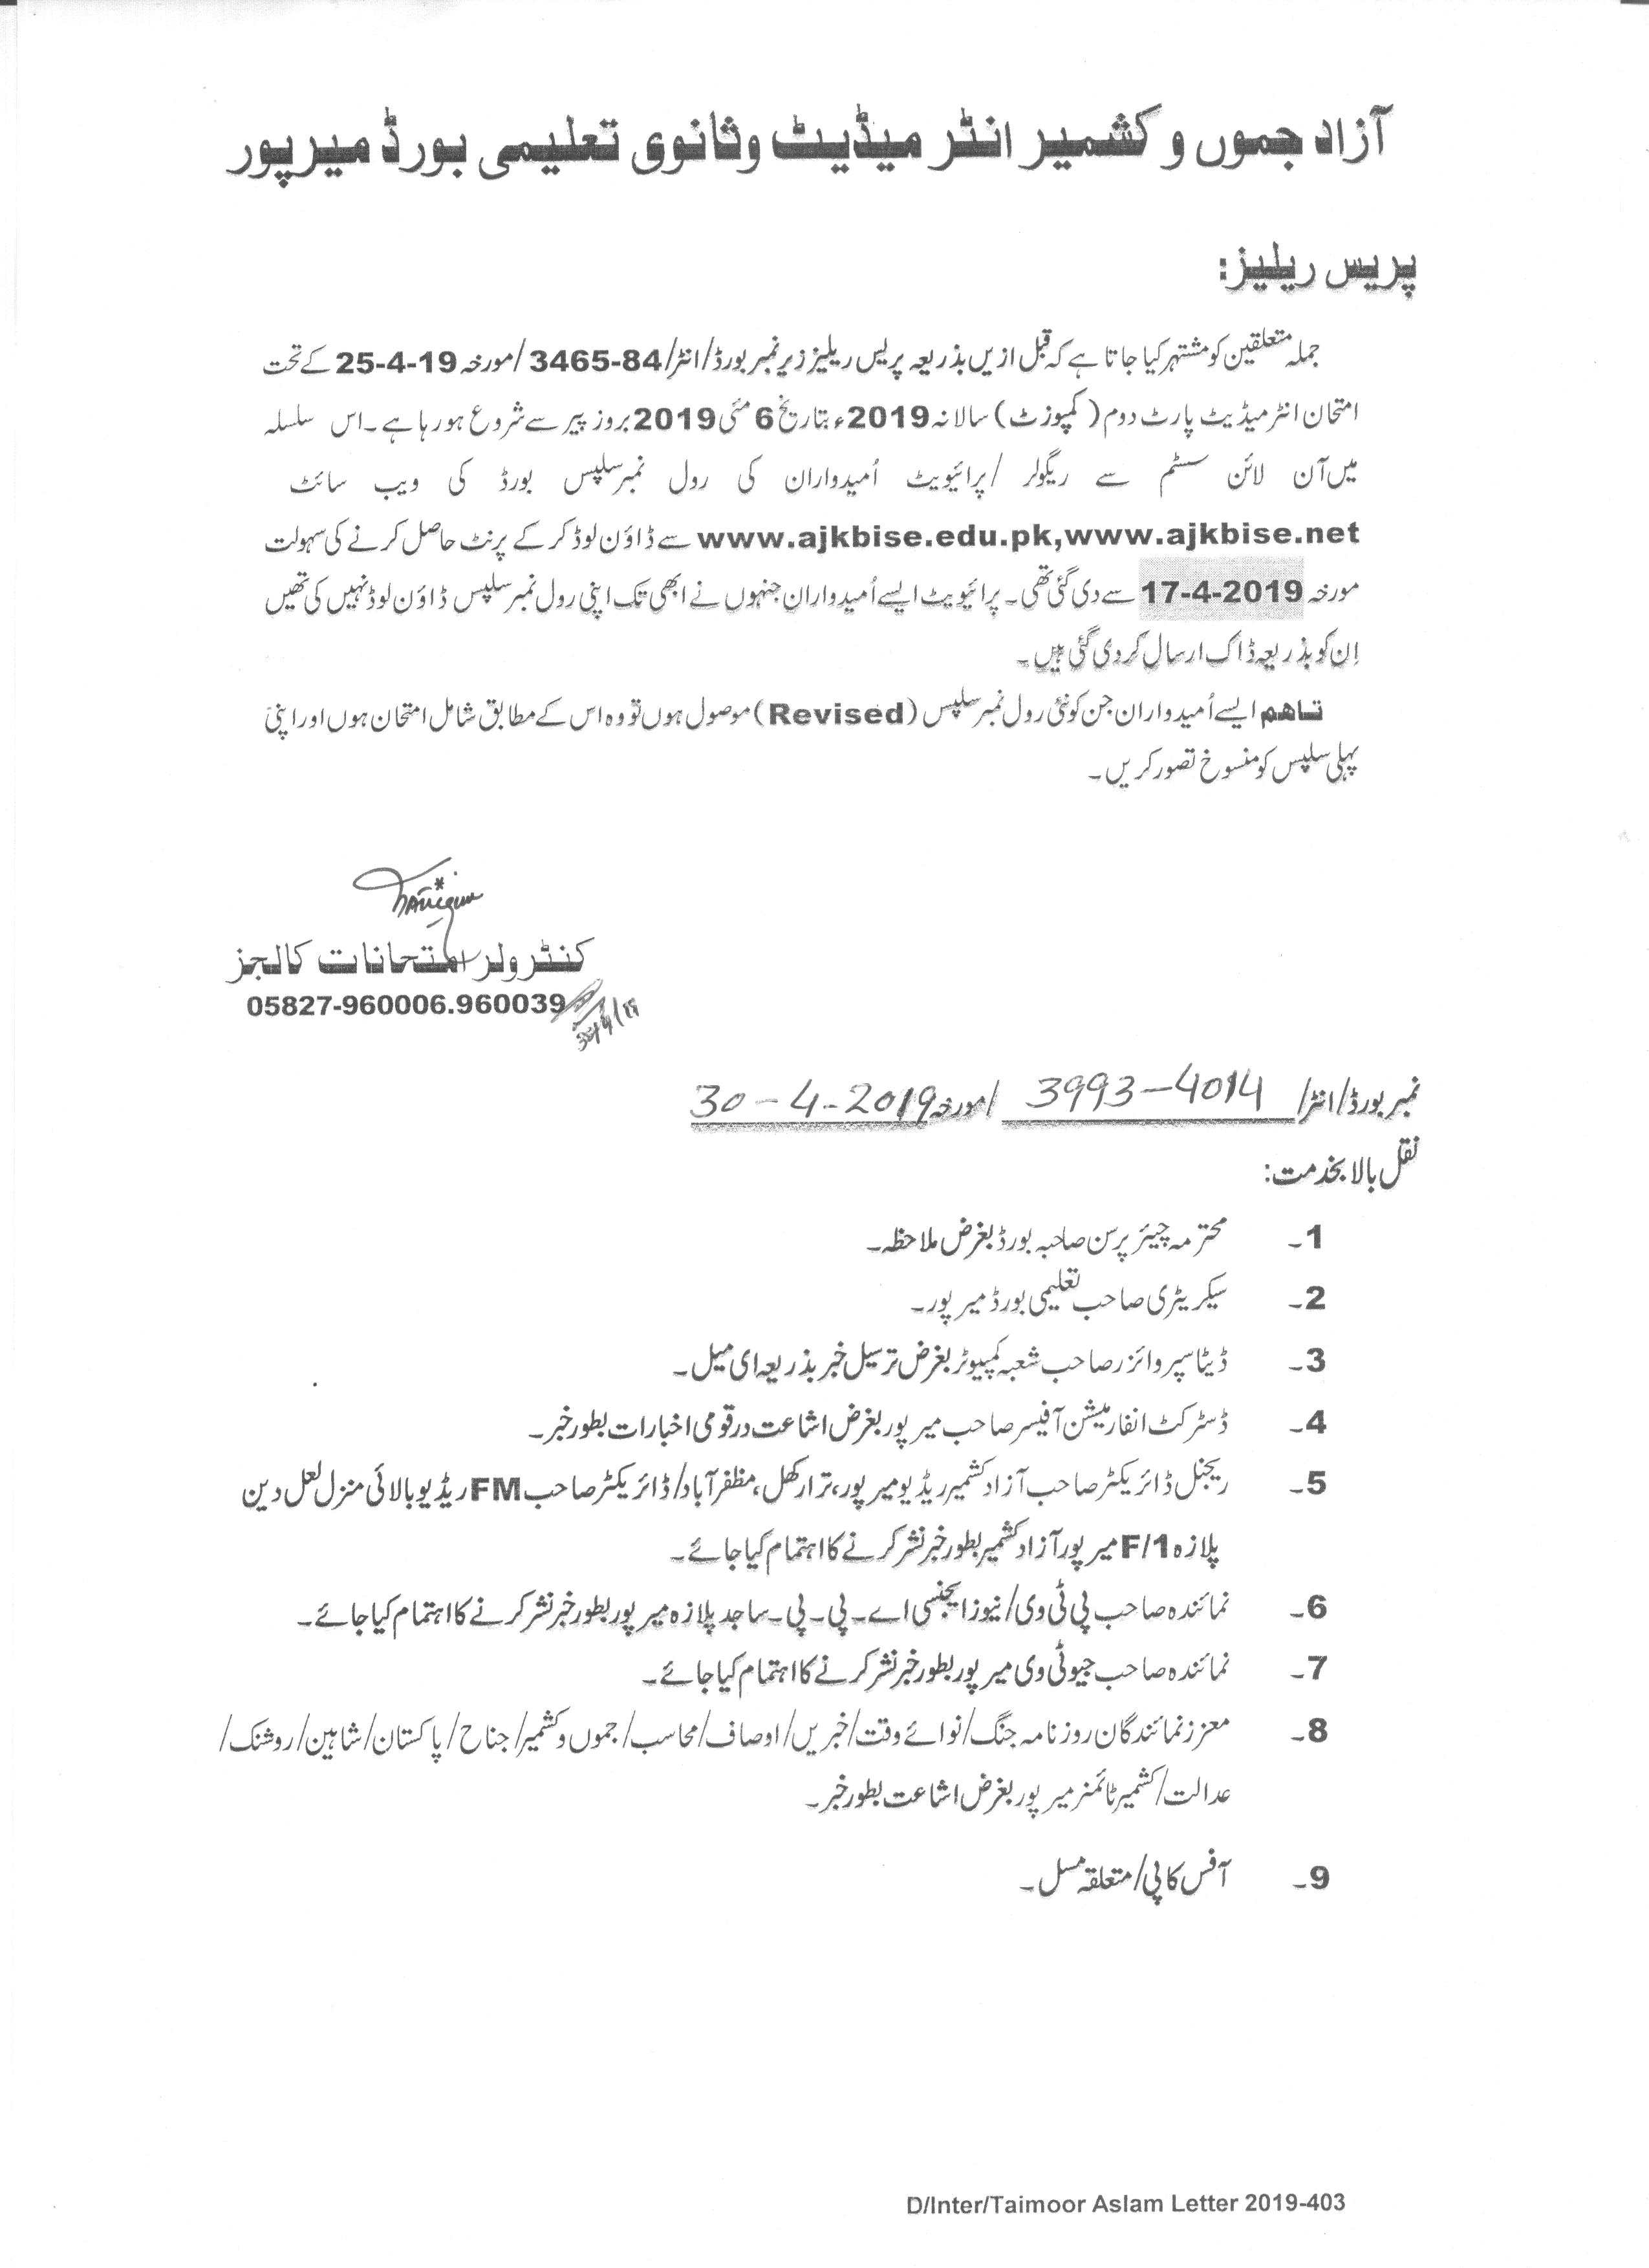 آزاد جموں و کشمیر انٹر میڈیٹ و ثانوی تعلیمی بورڈ میرپور
پریس ریلیز:
جملہ متعلقین کو مشتہر کیا جاتا ہے کہ قبل ازیں بذریعہ پریس ریلیز زیر نمبر بورڈ/انٹر/84-3465 /مورخہ 19-4-25 کے تحت
امتحان انٹر میڈیٹ پارٹ دوم (کمپوزٹ) سالانہ 2019ء بتاریخ 6 مئی 2019 بروز پیر سے شروع ہو رہا ہے۔ اس سلسلہ
میں آن لائن سسٹم سے ریگولر /پرائیویٹ اُمیدواران کی رول نمبر سلپس بورڈ کی ویب سائٹ
www.ajkbise.edu.pk,www.ajkbise.net سے ڈاؤن لوڈ کر کے پرنٹ حاصل کرنے کی سہولت
مورخہ 17-4-2019 سے دی گئی تھی۔ پرائیویٹ ایسے اُمیدواران جنہوں نے ابھی تک اپنی رول نمبر سلپس ڈاؤن لوڈ نہیں کی تھیں
اِن کو بذریعہ ڈاک ارسال کر دی گئی ہیں۔
تاہم ایسے اُمیدواران جن کو نئی رول نمبر سلپس (Revised) موصول ہوں تو وہ اس کے مطابق شامل امتحان ہوں اور اپنی
پہلی سلپس کو منسوخ تصور کریں۔
کنٹرولر امتحانات کالجز
05827-960006.960039
نمبر بورڈ/انٹر/ 3993-4014 /مورخہ 30-4-2019
نقل بالا بخدمت:
1۔ محترمہ چیئرپرسن صاحبہ بورڈ بغرض ملاحظہ۔
2۔ سیکریٹری صاحب تعلیمی بورڈ میرپور۔
3۔ ڈیٹا سپروائزر صاحب شعبہ کمپیوٹر بغرض ترسیل خبر بذریعہ ای میل۔
4۔ ڈسٹرکٹ انفارمیشن آفیسر صاحب میرپور بغرض اشاعت در قومی اخبارات بطور خبر۔
5۔ ریجنل ڈائریکٹر صاحب آزاد کشمیر ریڈیو میرپور، تراڑکھل، مظفر آباد/ ڈائریکٹر صاحب FM ریڈیو بالائی منزل لعل دین
پلازہ F/1 میرپور آزاد کشمیر بطور خبر نشر کرنے کا اہتمام کیا جائے۔
6۔ نمائندہ صاحب پی ٹی وی/ نیوز ایجنسی اے۔ پی۔ پی۔ ساجد پلازہ میرپور بطور خبر نشر کرنے کا اہتمام کیا جائے۔
7۔ نمائندہ صاحب جیو ٹی وی میرپور بطور خبر نشر کرنے کا اہتمام کیا جائے۔
8۔ معزز نمائندگان روزنامہ جنگ/ نوائے وقت/ خبریں/ اوصاف/ محاسب/ جموں و کشمیر/ جناح/ پاکستان/ شاہین/ روشنک/
عدالت/ کشمیر ٹائمنز میرپور بغرض اشاعت بطور خبر۔
9۔ آفس کاپی/ متعلقہ مسل۔
D/Inter/Taimoor Aslam Letter 2019-403